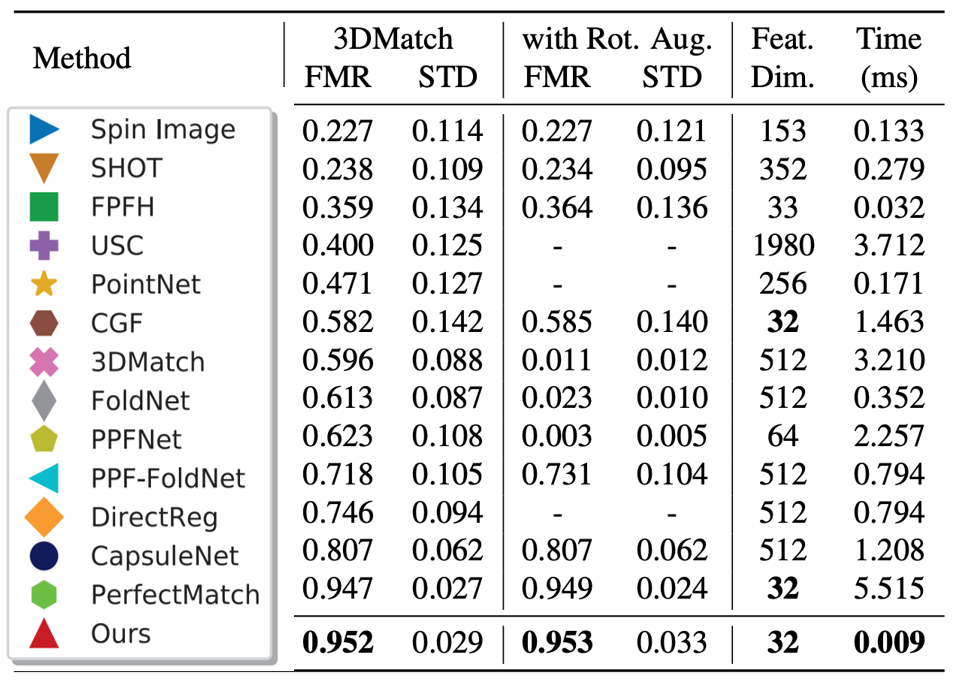 Method 3DMatch with Rot. Aug. Feat. Time
FMR STD FMR STD Dim. (ms)
Spin Image 0.227 0.114 0.227 0.121 153 0.133
SHOT 0.238 0.109 0.234 0.095 352 0.279
FPFH 0.359 0.134 0.364 0.136 33 0.032
USC 0.400 0.125 - - 1980 3.712
PointNet 0.471 0.127 - - 256 0.171
CGF 0.582 0.142 0.585 0.140 32 1.463
3DMatch 0.596 0.088 0.011 0.012 512 3.210
FoldNet 0.613 0.087 0.023 0.010 512 0.352
PPFNet 0.623 0.108 0.003 0.005 64 2.257
PPF-FoldNet 0.718 0.105 0.731 0.104 512 0.794
DirectReg 0.746 0.094 - - 512 0.794
CapsuleNet 0.807 0.062 0.807 0.062 512 1.208
PerfectMatch 0.947 0.027 0.949 0.024 32 5.515
Ours 0.952 0.029 0.953 0.033 32 0.009